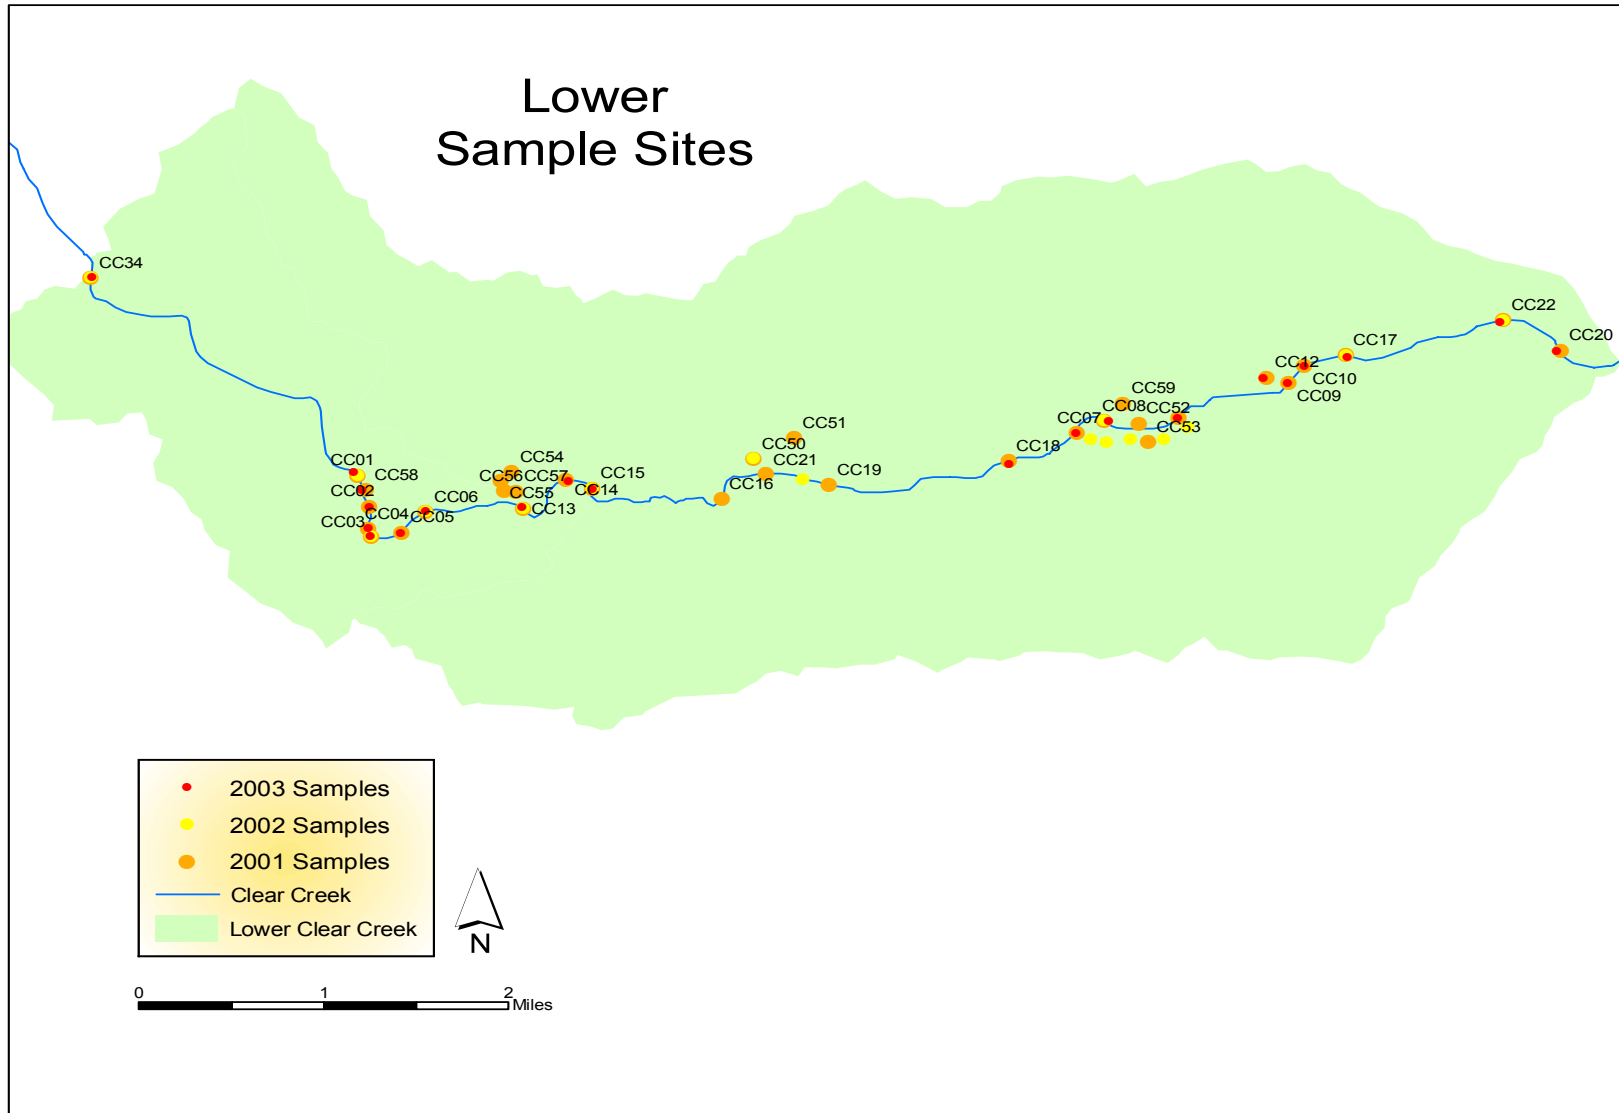 Lower
Sample Sites
CC34
CC22
CC20
CC17
CC12
CC10
CC09
CC59
CC08
CC52
CC07
CC53
CC18
CC51
CC50
CC21
CC19
CC16
CC01
CC58
CC02
CC54
CC56
CC57
CC55
CC15
CC14
CC13
CC06
CC04
CC05
CC03
2003 Samples
2002 Samples
2001 Samples
Clear Creek
Lower Clear Creek
N
0 1 2
Miles